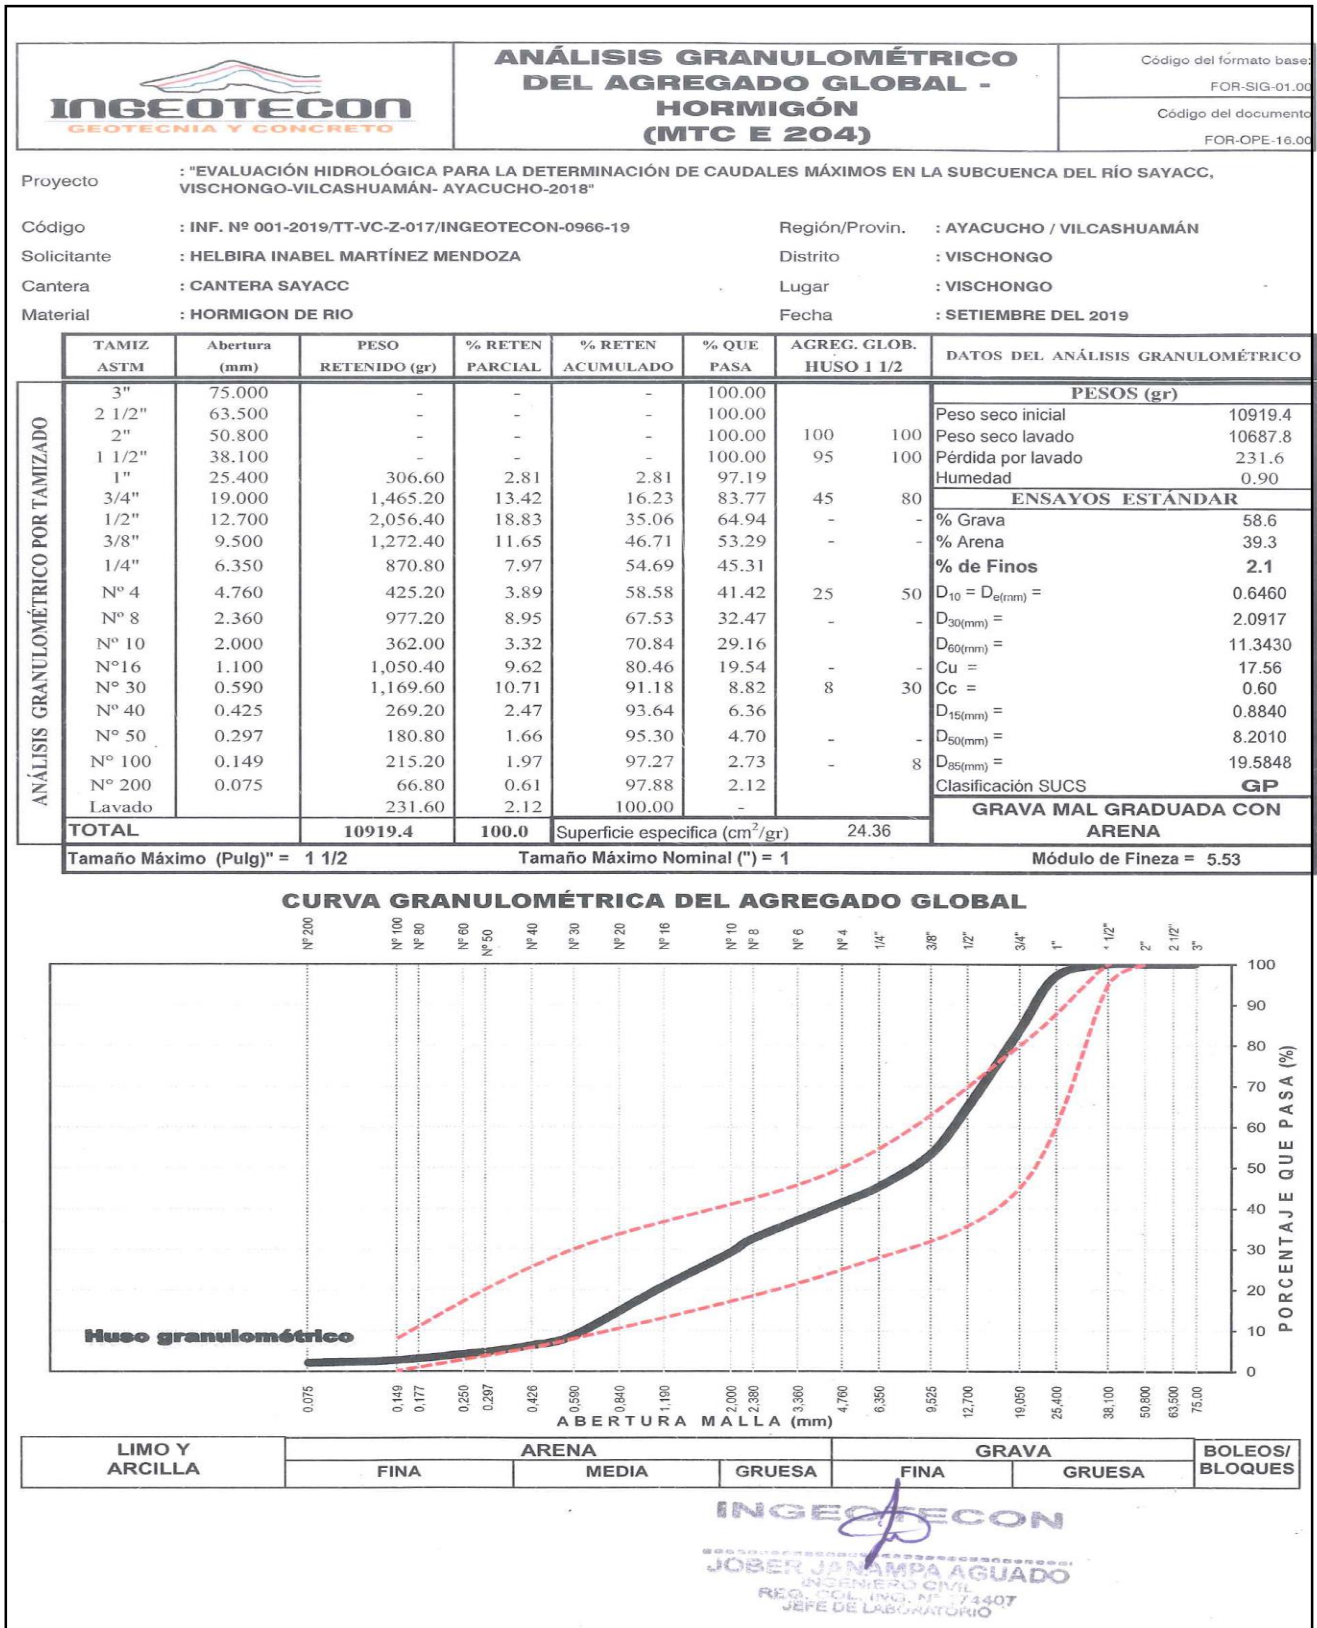 INGEOTECON
GEOTECNIA Y CONCRETO
ANÁLISIS GRANULOMÉTRICO
DEL AGREGADO GLOBAL -
HORMIGÓN
(MTC E 204)
Código del formato base:
FOR-SIG-01.00
Código del documento
FOR-OPE-16.00
Proyecto : "EVALUACIÓN HIDROLÓGICA PARA LA DETERMINACIÓN DE CAUDALES MÁXIMOS EN LA SUBCUENCA DEL RÍO SAYACC,
VISCHONGO-VILCASHUAMÁN- AYACUCHO-2018"
Código : INF. Nº 001-2019/TT-VC-Z-017/INGEOTECON-0966-19 Región/Provin. : AYACUCHO / VILCASHUAMÁN
Solicitante : HELBIRA INABEL MARTÍNEZ MENDOZA Distrito : VISCHONGO
Cantera : CANTERA SAYACC Lugar : VISCHONGO
Material : HORMIGON DE RIO Fecha : SETIEMBRE DEL 2019
TAMIZ Abertura PESO % RETEN % RETEN % QUE AGREG. GLOB. DATOS DEL ANÁLISIS GRANULOMÉTRICO
ASTM (mm) RETENIDO (gr) PARCIAL ACUMULADO PASA HUSO 1 1/2
ANÁLISIS GRANULOMÉTRICO POR TAMIZADO
3" 75.000 - - - 100.00 PESOS (gr)
2 1/2" 63.500 - - - 100.00 Peso seco inicial 10919.4
2" 50.800 - - - 100.00 100 100 Peso seco lavado 10687.8
1 1/2" 38.100 - - - 100.00 95 100 Pérdida por lavado 231.6
1" 25.400 306.60 2.81 2.81 97.19 Humedad 0.90
3/4" 19.000 1,465.20 13.42 16.23 83.77 45 80 ENSAYOS ESTÁNDAR
1/2" 12.700 2,056.40 18.83 35.06 64.94 - - % Grava 58.6
3/8" 9.500 1,272.40 11.65 46.71 53.29 - - % Arena 39.3
1/4" 6.350 870.80 7.97 54.69 45.31 % de Finos 2.1
Nº 4 4.760 425.20 3.89 58.58 41.42 25 50 D10 = De(mm) = 0.6460
Nº 8 2.360 977.20 8.95 67.53 32.47 - - D30(mm) = 2.0917
Nº 10 2.000 362.00 3.32 70.84 29.16 D60(mm) = 11.3430
N°16 1.100 1,050.40 9.62 80.46 19.54 - - Cu = 17.56
N° 30 0.590 1,169.60 10.71 91.18 8.82 8 30 Cc = 0.60
Nº 40 0.425 269.20 2.47 93.64 6.36 D15(mm) = 0.8840
N° 50 0.297 180.80 1.66 95.30 4.70 - - D50(mm) = 8.2010
N° 100 0.149 215.20 1.97 97.27 2.73 - 8 D85(mm) = 19.5848
N° 200 0.075 66.80 0.61 97.88 2.12 Clasificación SUCS GP
Lavado 231.60 2.12 100.00 - GRAVA MAL GRADUADA CON
TOTAL 10919.4 100.0 Superficie especifica (cm2/gr) 24.36 ARENA
Tamaño Máximo (Pulg)" = 1 1/2 Tamaño Máximo Nominal (") = 1 Módulo de Fineza = 5.53
CURVA GRANULOMÉTRICA DEL AGREGADO GLOBAL
Nº 200 Nº 100 Nº 80 Nº 60 Nº 50 Nº 40 Nº 30 Nº 20 Nº 16 Nº 10 Nº 8 Nº 6 Nº 4 1/4" 3/8" 1/2" 3/4" 1" 1/2" 2" 2 1/2" 3"
100
90
80
70
60
50
40
30
20
10
0
PORCENTAJE QUE PASA (%)
Huso granulométrico
0,075 0,149 0,177 0,250 0,297 0,426 0,590 0,840 1,190 2,000 2,380 3,360 4,760 6,350 9,525 12,700 19,050 25,400 38,100 50,800 63,500 75,00
ABERTURA MALLA (mm)
LIMO Y ARENA GRAVA BOLEOS/
ARCILLA FINA MEDIA GRUESA FINA GRUESA BLOQUES
INGEOTECON
JOBER JANAMPA AGUADO
INGENIERO CIVIL
REG. COL. ING. Nº 174407
JEFE DE LABORATORIO